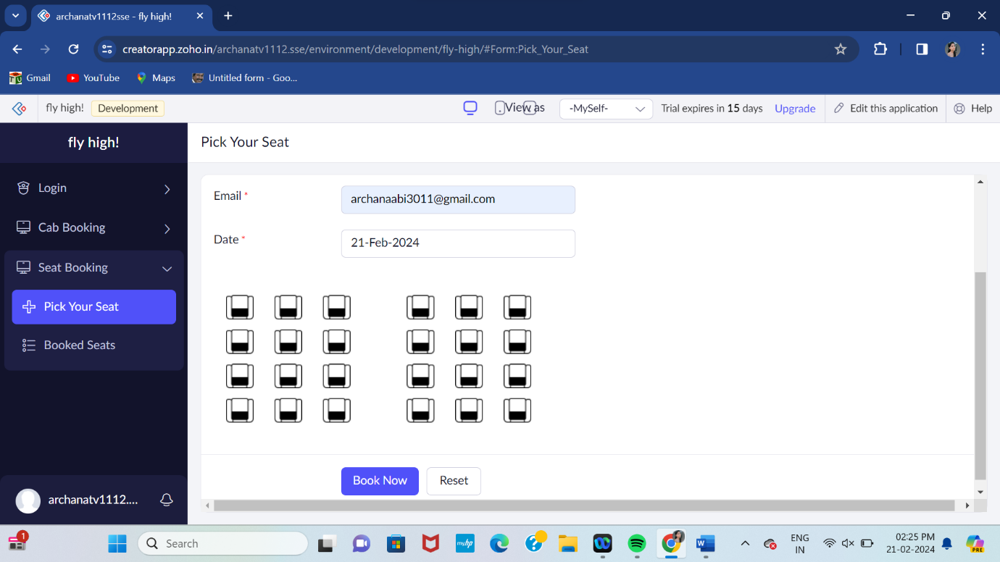 archanatv1112sse - fly high!
creatorapp.zoho.in/archanatv1112.sse/environment/development/fly-high/#Form:Pick_Your_Seat
Gmail
YouTube
Maps
Untitled form - Goo...
fly high!
Development
View as
-MySelf-
Trial expires in 15 days
Upgrade
Edit this application
Help
fly high!
Login
Cab Booking
Seat Booking
Pick Your Seat
Booked Seats
archanatv1112....
Pick Your Seat
Email *
archanaabi3011@gmail.com
Date *
21-Feb-2024
Book Now
Reset
1
Search
myhp
ENG
IN
02:25 PM
21-02-2024
PRE